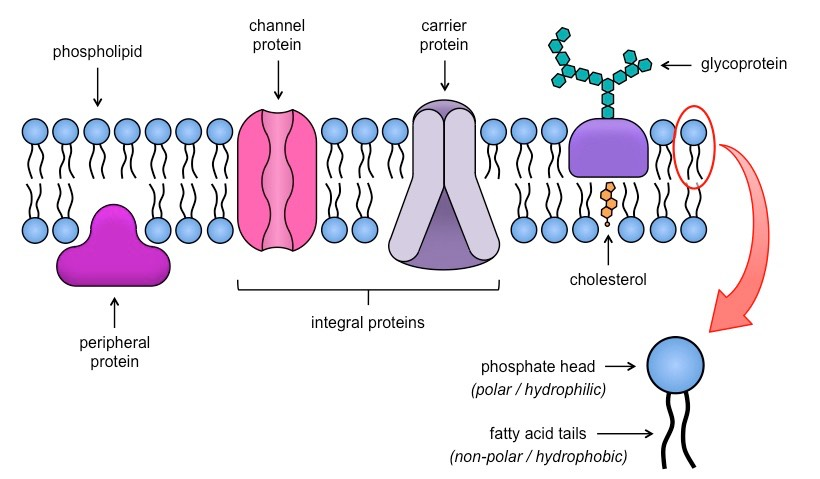 phospholipid
channel
protein
carrier
protein
glycoprotein
cholesterol
integral proteins
peripheral
protein
phosphate head
(polar / hydrophilic)
fatty acid tails
(non-polar / hydrophobic)